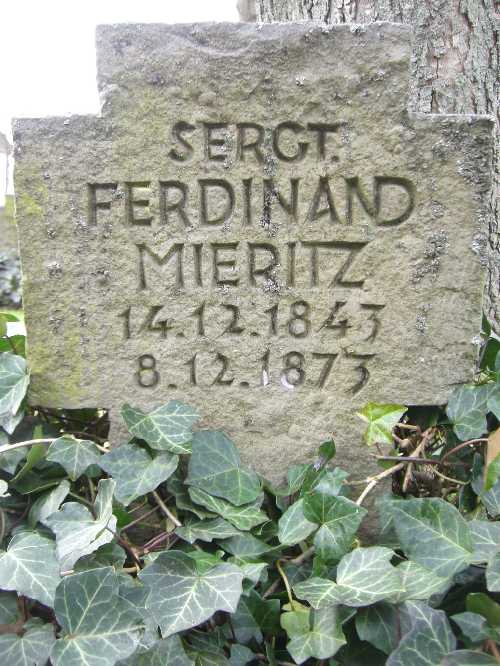 SERGT.
FERDINAND
MIERITZ
14.12.1843
8.12.1873